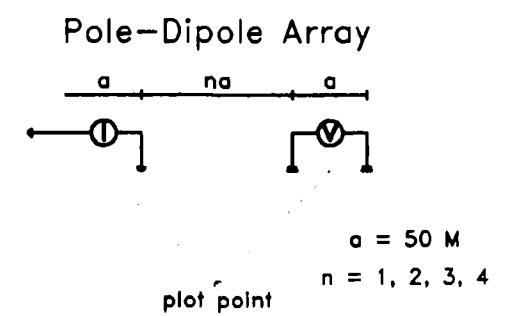 Pole-Dipole Array
a na a
I V
a = 50 M
n = 1, 2, 3, 4
plot point